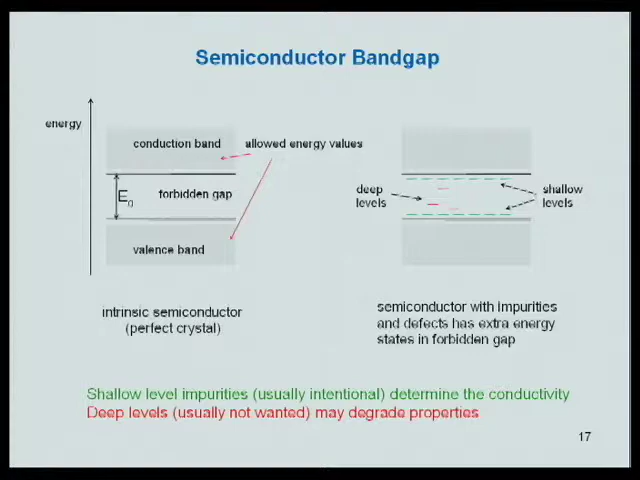 Semiconductor Bandgap
energy
conduction band
allowed energy values
E
forbidden gap
deep
levels
shallow
levels
valence band
intrinsic semiconductor
(perfect crystal)
semiconductor with impurities
and defects has extra energy
states in forbidden gap
Shallow level impurities (usually intentional) determine the conductivity
Deep levels (usually not wanted) may degrade properties
17